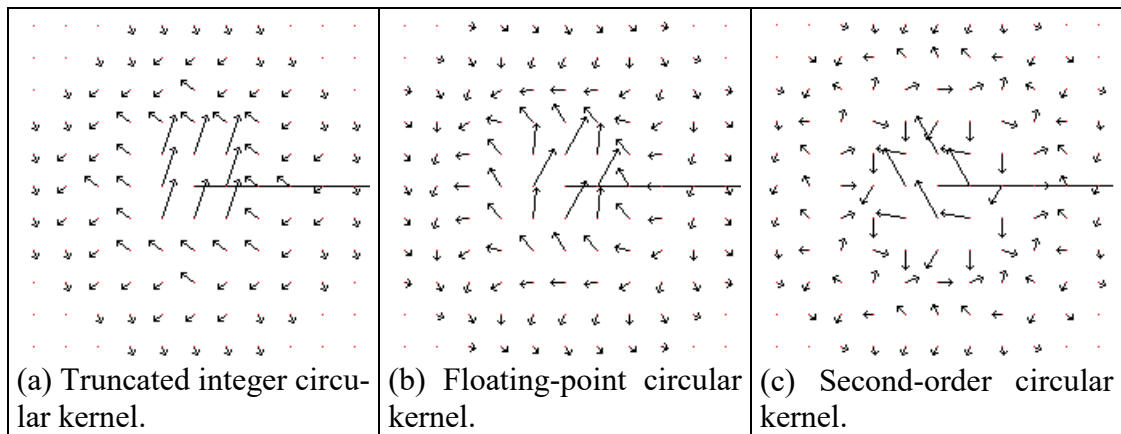 (a) Truncated integer circu-
lar kernel.
(b) Floating-point circular
kernel.
(c) Second-order circular
kernel.